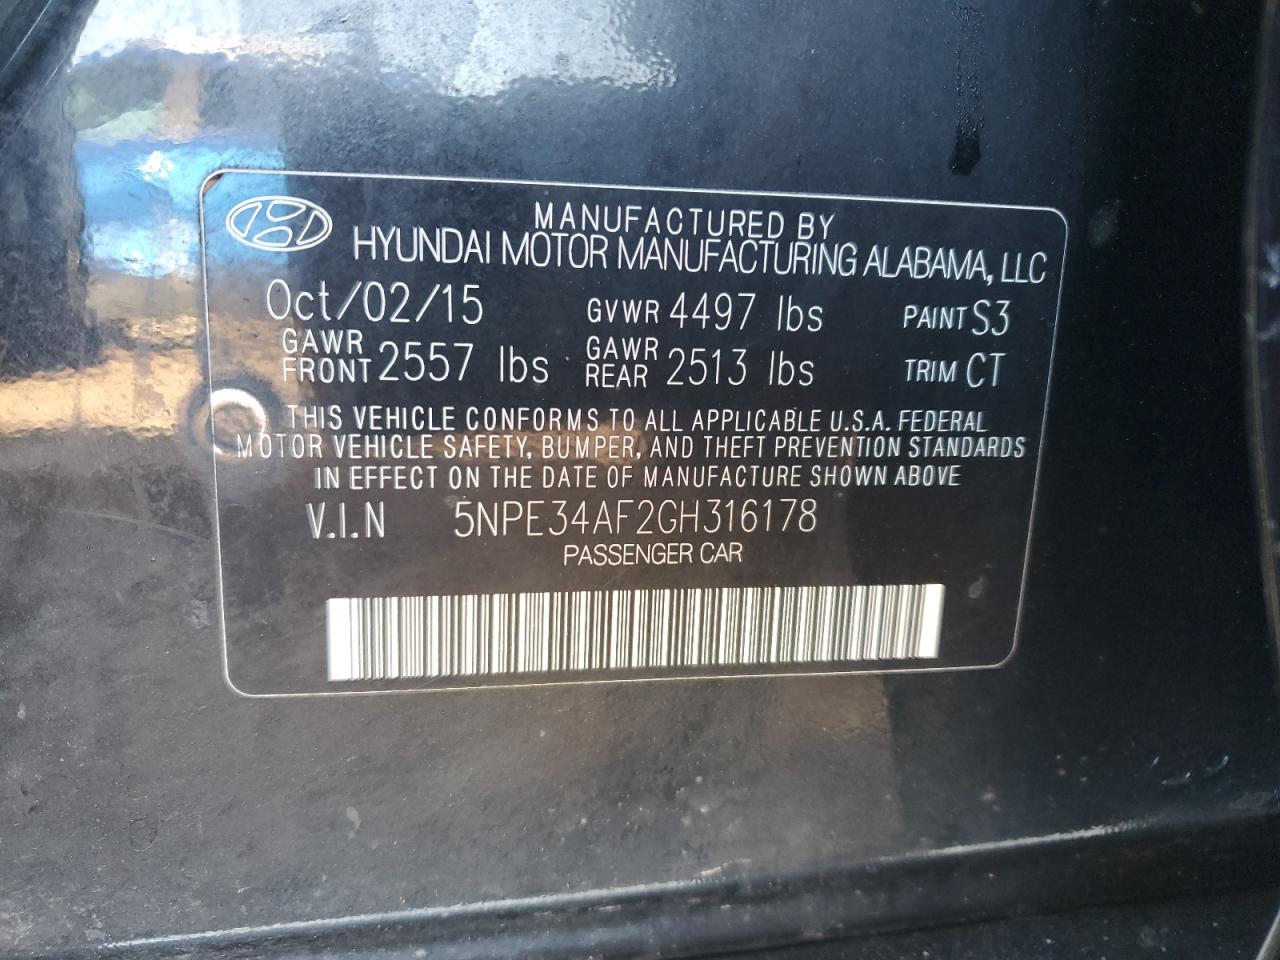 MANUFACTURED BY
HYUNDAI MOTOR MANUFACTURING ALABAMA, LLC
Oct/02/15 GVWR 4497 lbs PAINT S3
GAWR FRONT 2557 lbs GAWR REAR 2513 lbs TRIM CT
THIS VEHICLE CONFORMS TO ALL APPLICABLE U.S.A. FEDERAL
MOTOR VEHICLE SAFETY, BUMPER, AND THEFT PREVENTION STANDARDS
IN EFFECT ON THE DATE OF MANUFACTURE SHOWN ABOVE
V.I.N 5NPE34AF2GH316178
PASSENGER CAR